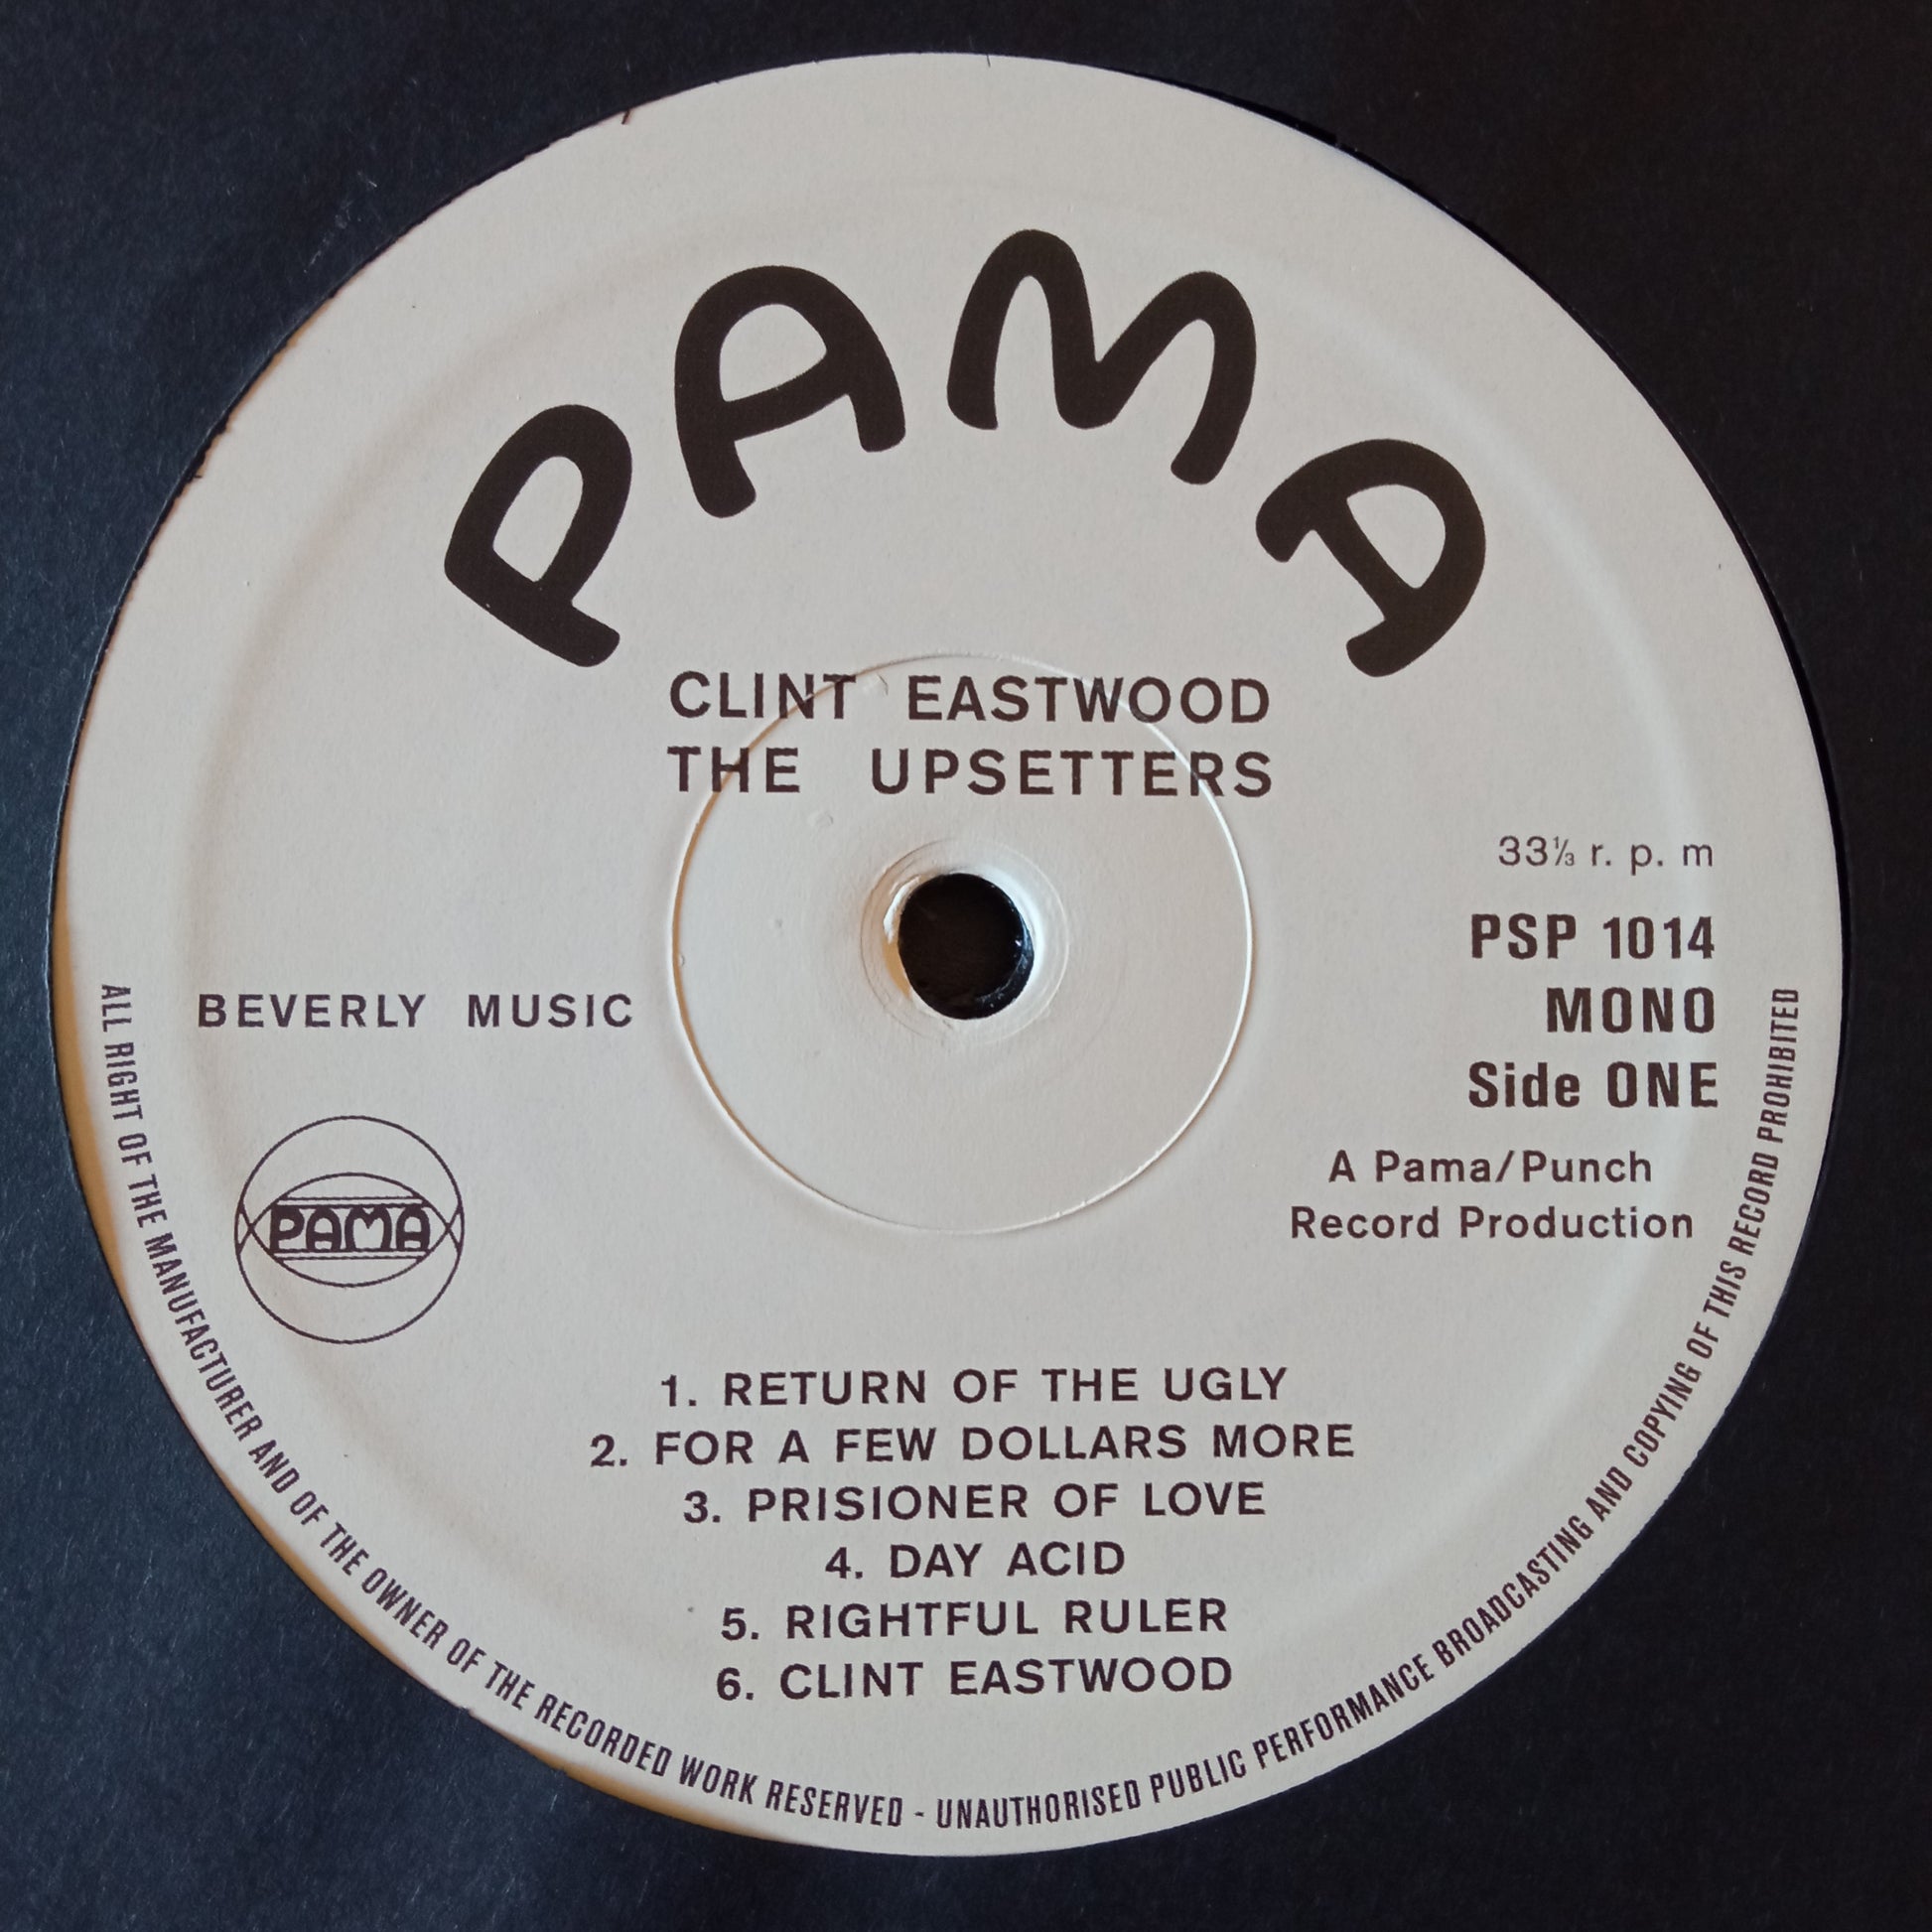 PAMA
CLINT EASTWOOD
THE UPSETTERS
33⅓ r. p. m
PSP 1014
MONO
Side ONE
BEVERLY MUSIC
A Pama/Punch
Record Production
PAMA
1. RETURN OF THE UGLY
2. FOR A FEW DOLLARS MORE
3. PRISIONER OF LOVE
4. DAY ACID
5. RIGHTFUL RULER
6. CLINT EASTWOOD
ALL RIGHT OF THE MANUFACTURER AND OF THE OWNER OF THE RECORDED WORK RESERVED - UNAUTHORISED PUBLIC PERFORMANCE BROADCASTING AND COPYING OF THIS RECORD PROHIBITED